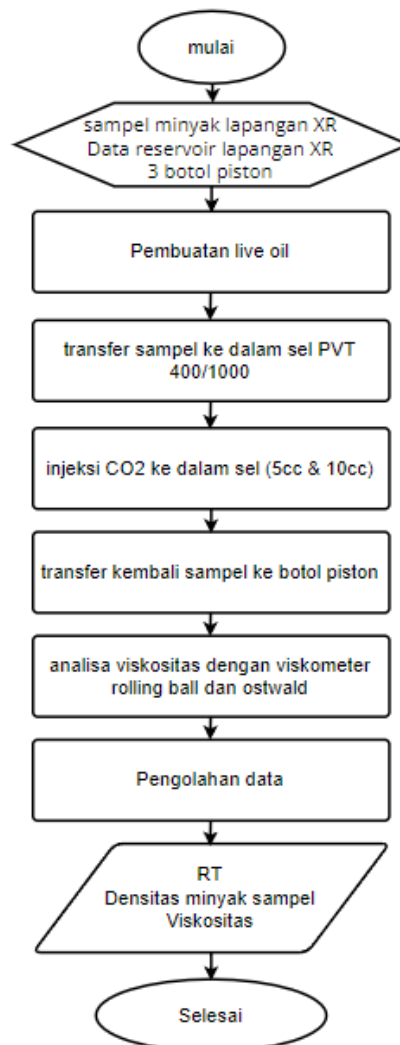 mulai
sampel minyak lapangan XR
Data reservoir lapangan XR
3 botol piston
Pembuatan live oil
transfer sampel ke dalam sel PVT
400/1000
injeksi CO2 ke dalam sel (5cc & 10cc)
transfer kembali sampel ke botol piston
analisa viskositas dengan viskometer
rolling ball dan ostwald
Pengolahan data
RT
Densitas minyak sampel
Viskositas
Selesai